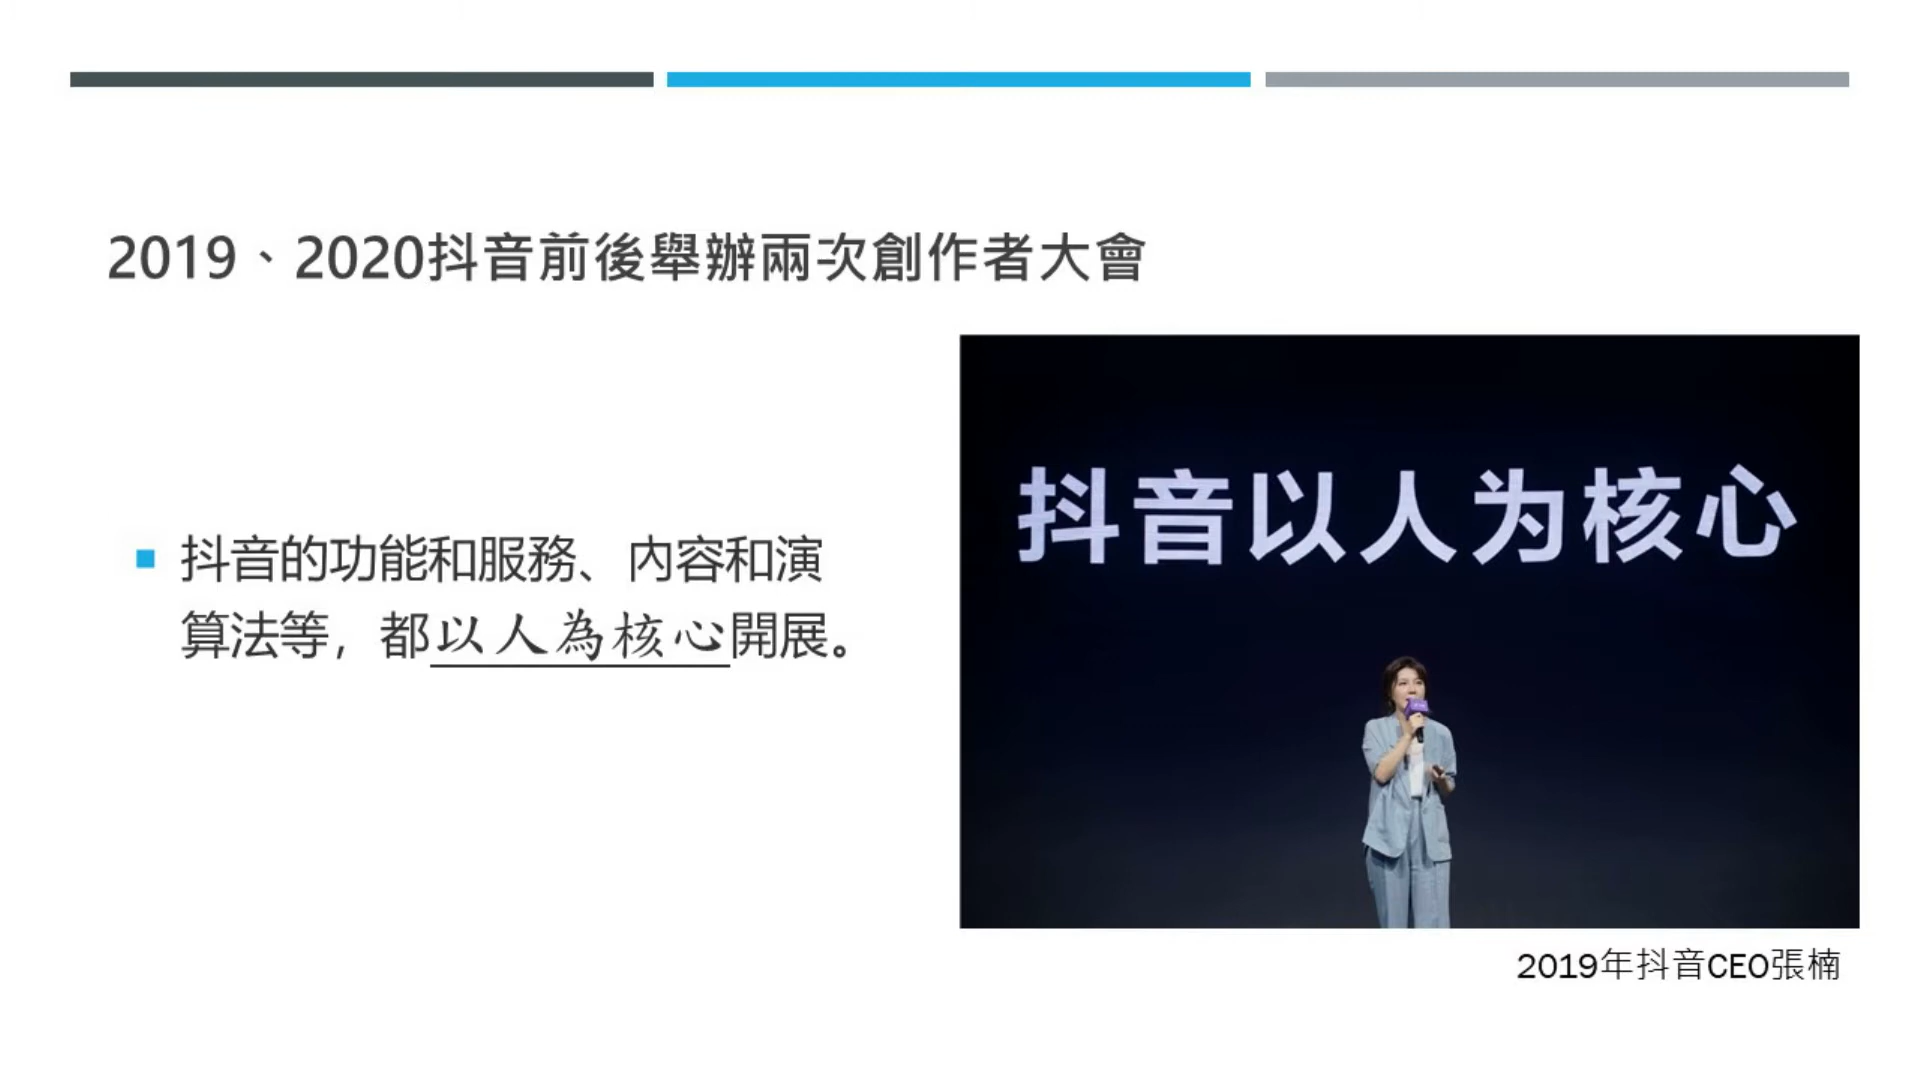 2019、2020抖音前後舉辦兩次創作者大會
抖音的功能和服務、內容和演
算法等，都以人為核心開展。
抖音以人为核心
2019年抖音CEO張楠